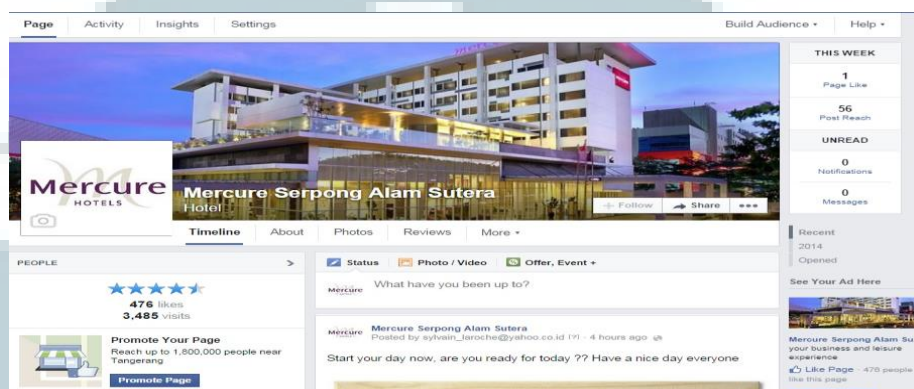 Page Activity Insights Settings Build Audience Help
THIS WEEK
1
Page Like
56
Post Reach
UNREAD
0
Notifications
0
Messages
Mercure
HOTELS
Mercure Serpong Alam Sutera
Hotel
+ Follow Share
Timeline About Photos Reviews More
Recent
2014
Opened
PEOPLE >
476 likes
3,485 visits
Promote Your Page
Reach up to 1,800,000 people near
Tangerang
Promote Page
Status Photo / Video Offer, Event +
Mercure
What have you been up to?
Mercure
Mercure Serpong Alam Sutera
Posted by sylvain_laroche@yahoo.co.id [?] · 4 hours ago
Start your day now, are you ready for today ?? Have a nice day everyone
See Your Ad Here
Mercure Serpong Alam Su
your business and leisure
experience
Like Page · 476 people
like this page